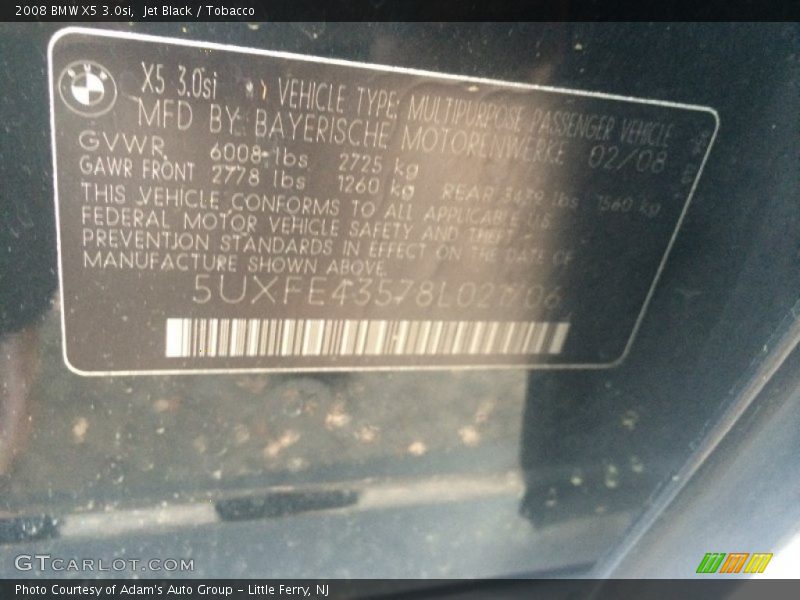 2008 BMW X5 3.0si, Jet Black / Tobacco
BMW
X5 3.0si VEHICLE TYPE: MULTIPURPOSE PASSENGER VEHICLE
MFD BY BAYERISCHE MOTORENWERKE 02/08
GVWR 6008 lbs 2725 kg
GAWR FRONT 2778 lbs 1260 kg REAR 3439 lbs 1560 kg
THIS VEHICLE CONFORMS TO ALL APPLICABLE U.S.
FEDERAL MOTOR VEHICLE SAFETY AND THEFT
PREVENTION STANDARDS IN EFFECT ON THE DATE OF
MANUFACTURE SHOWN ABOVE.
GTCARLOT.COM
Photo Courtesy of Adam's Auto Group - Little Ferry, NJ